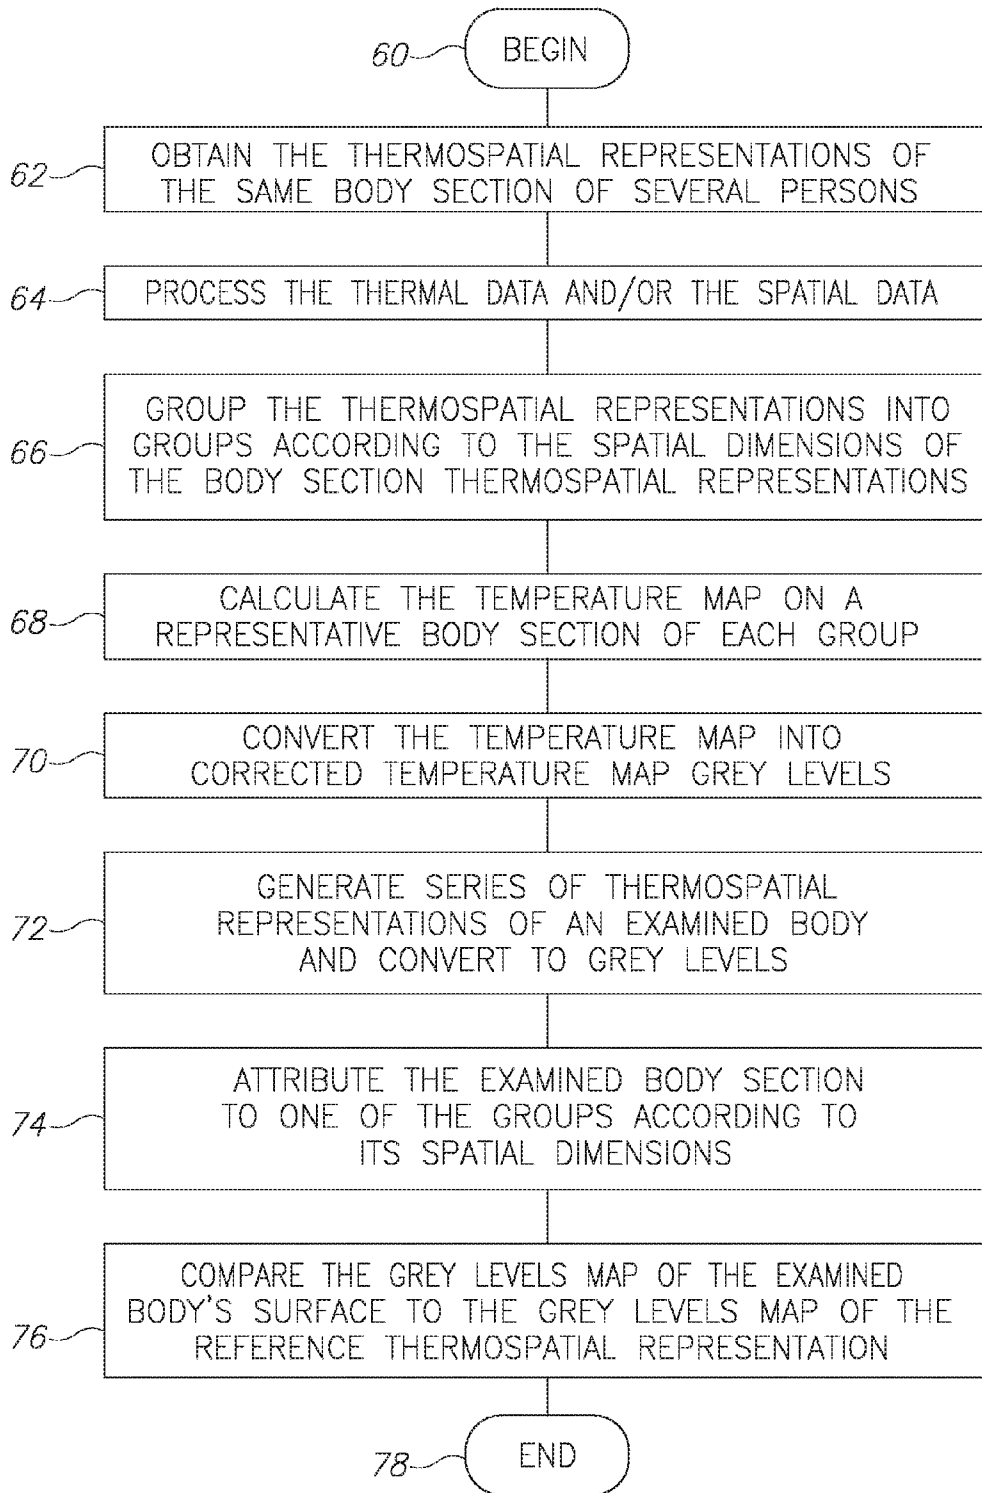 60
BEGIN
62
OBTAIN THE THERMOSPATIAL REPRESENTATIONS OF
THE SAME BODY SECTION OF SEVERAL PERSONS
64
PROCESS THE THERMAL DATA AND/OR THE SPATIAL DATA
66
GROUP THE THERMOSPATIAL REPRESENTATIONS INTO
GROUPS ACCORDING TO THE SPATIAL DIMENSIONS OF
THE BODY SECTION THERMOSPATIAL REPRESENTATIONS
68
CALCULATE THE TEMPERATURE MAP ON A
REPRESENTATIVE BODY SECTION OF EACH GROUP
70
CONVERT THE TEMPERATURE MAP INTO
CORRECTED TEMPERATURE MAP GREY LEVELS
72
GENERATE SERIES OF THERMOSPATIAL
REPRESENTATIONS OF AN EXAMINED BODY
AND CONVERT TO GREY LEVELS
74
ATTRIBUTE THE EXAMINED BODY SECTION
TO ONE OF THE GROUPS ACCORDING TO
ITS SPATIAL DIMENSIONS
76
COMPARE THE GREY LEVELS MAP OF THE EXAMINED
BODY'S SURFACE TO THE GREY LEVELS MAP OF THE
REFERENCE THERMOSPATIAL REPRESENTATION
78
END